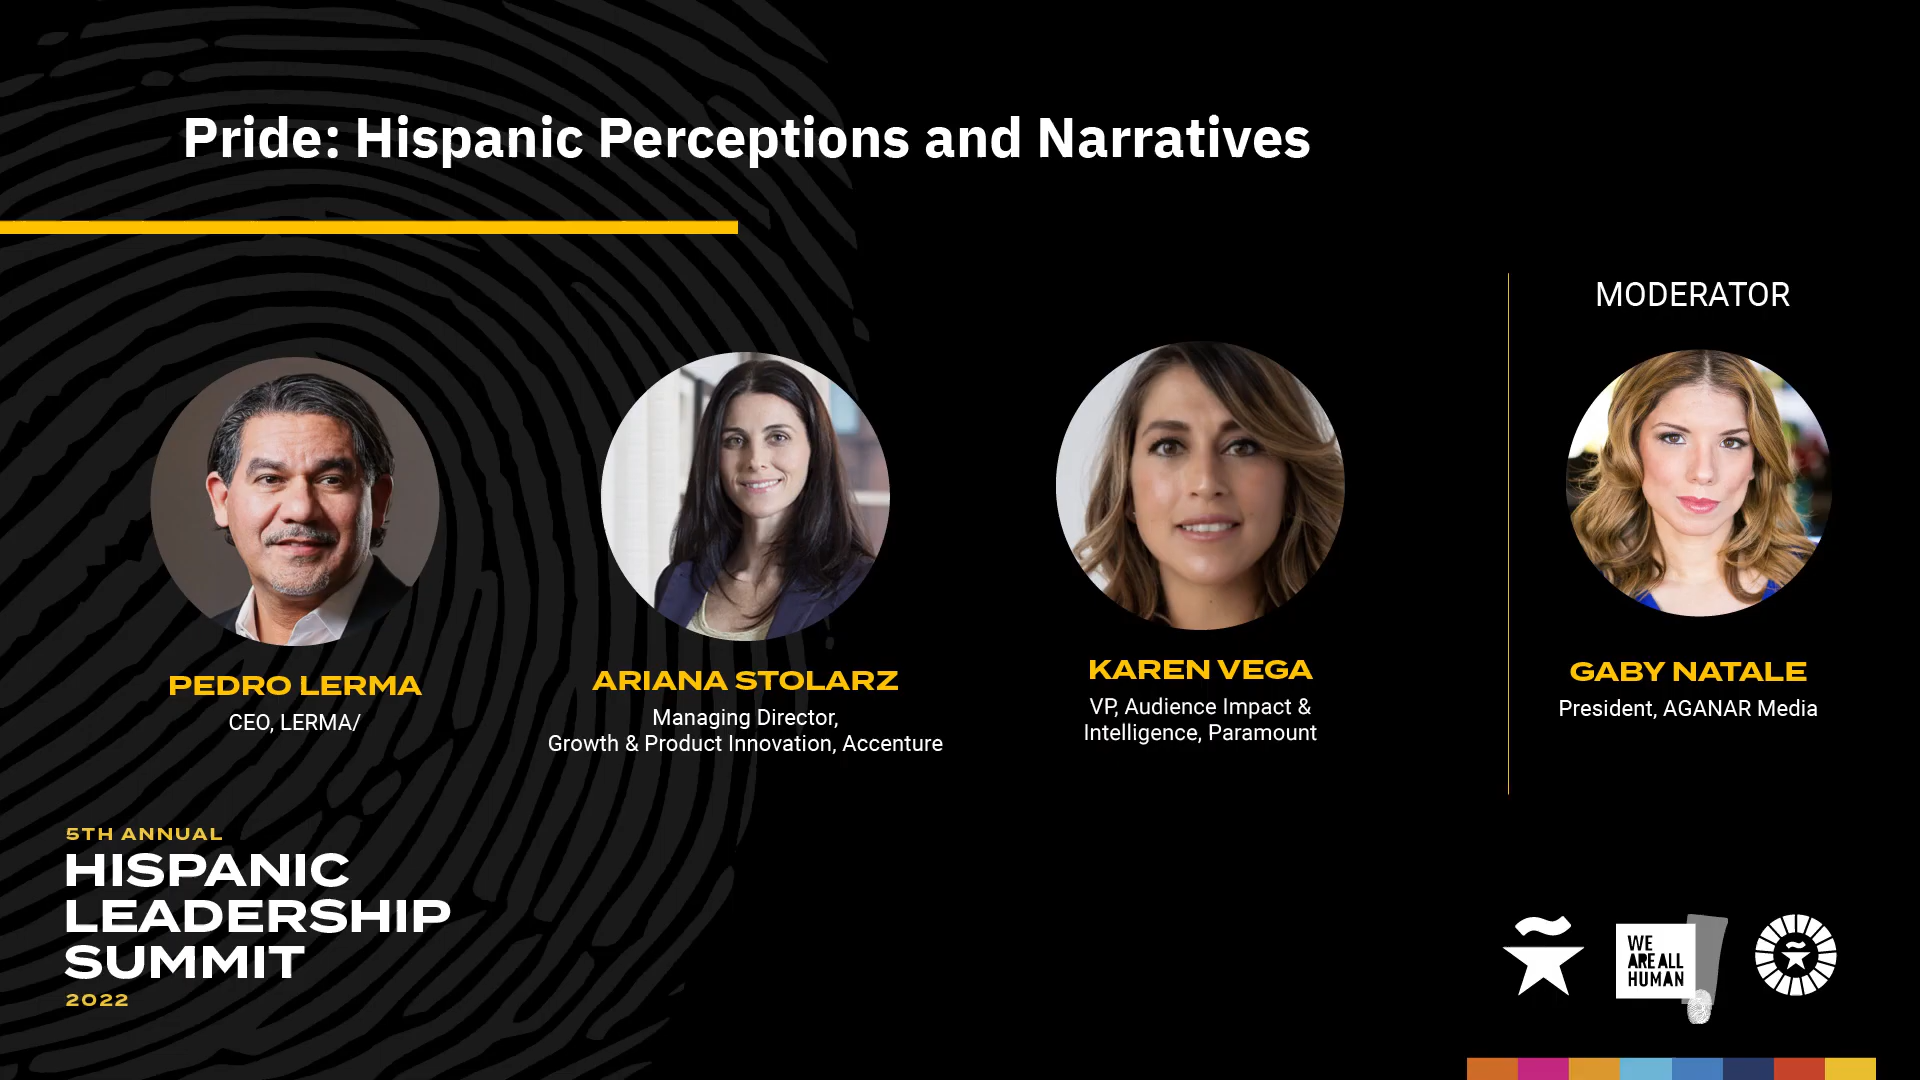 Pride: Hispanic Perceptions and Narratives
MODERATOR
PEDRO LERMA
CEO, LERMA/
ARIANA STOLARZ
Managing Director,
Growth & Product Innovation, Accenture
KAREN VEGA
VP, Audience Impact &
Intelligence, Paramount
GABY NATALE
President, AGANAR Media
5TH ANNUAL
HISPANIC
LEADERSHIP
SUMMIT
2022
WE
ARE ALL
HUMAN